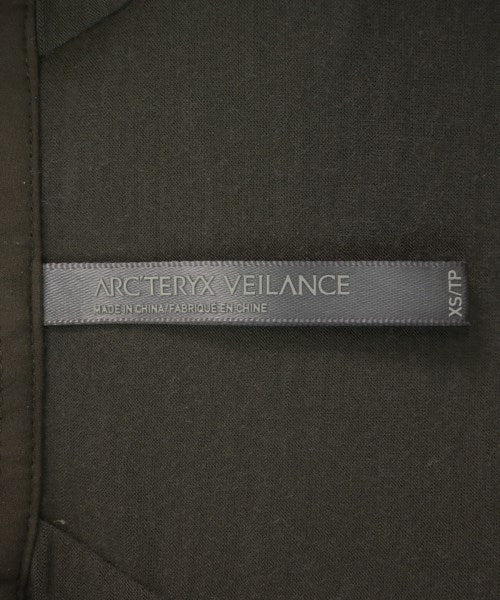 ARC'TERYX VEILANCE
MADE IN CHINA/FABRIQUE EN CHINE
XS/TP